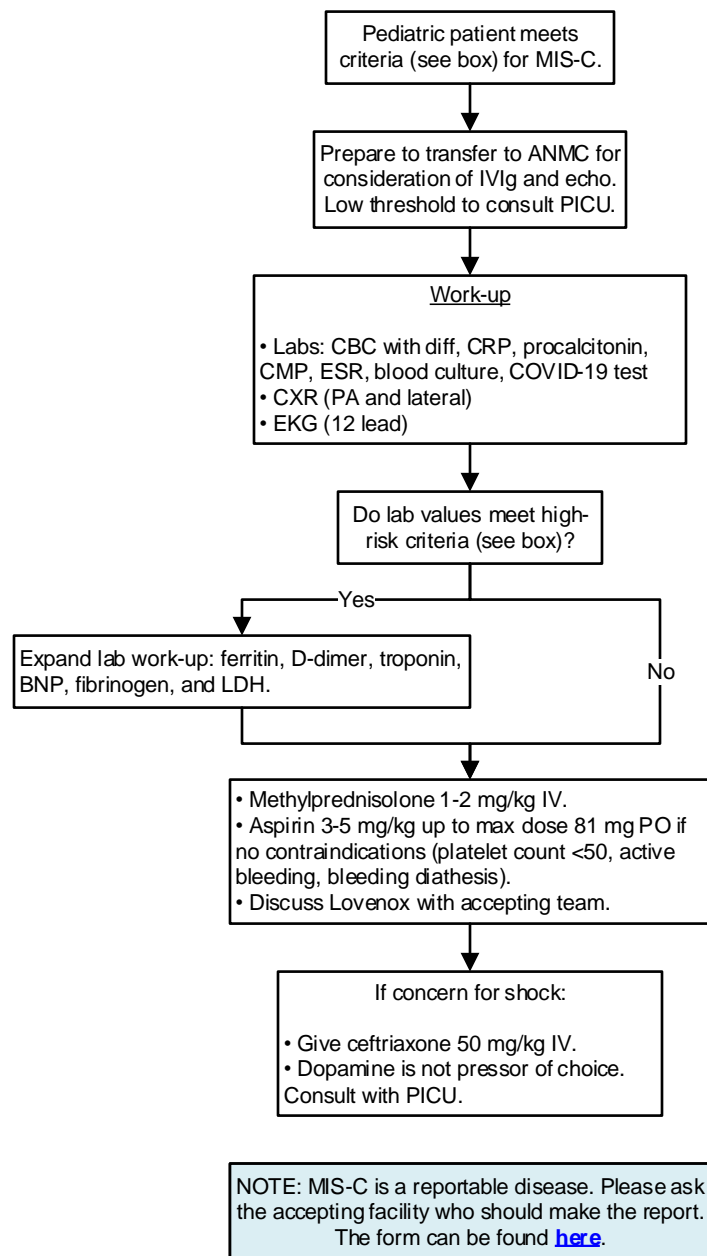 Pediatric patient meets
criteria (see box) for MIS-C.
Prepare to transfer to ANMC for
consideration of IVIg and echo.
Low threshold to consult PICU.
Work-up
• Labs: CBC with diff, CRP, procalcitonin,
CMP, ESR, blood culture, COVID-19 test
• CXR (PA and lateral)
• EKG (12 lead)
Do lab values meet high-
risk criteria (see box)?
Yes
No
Expand lab work-up: ferritin, D-dimer, troponin,
BNP, fibrinogen, and LDH.
• Methylprednisolone 1-2 mg/kg IV.
• Aspirin 3-5 mg/kg up to max dose 81 mg PO if
no contraindications (platelet count <50, active
bleeding, bleeding diathesis).
• Discuss Lovenox with accepting team.
If concern for shock:
• Give ceftriaxone 50 mg/kg IV.
• Dopamine is not pressor of choice.
Consult with PICU.
NOTE: MIS-C is a reportable disease. Please ask
the accepting facility who should make the report.
The form can be found here.